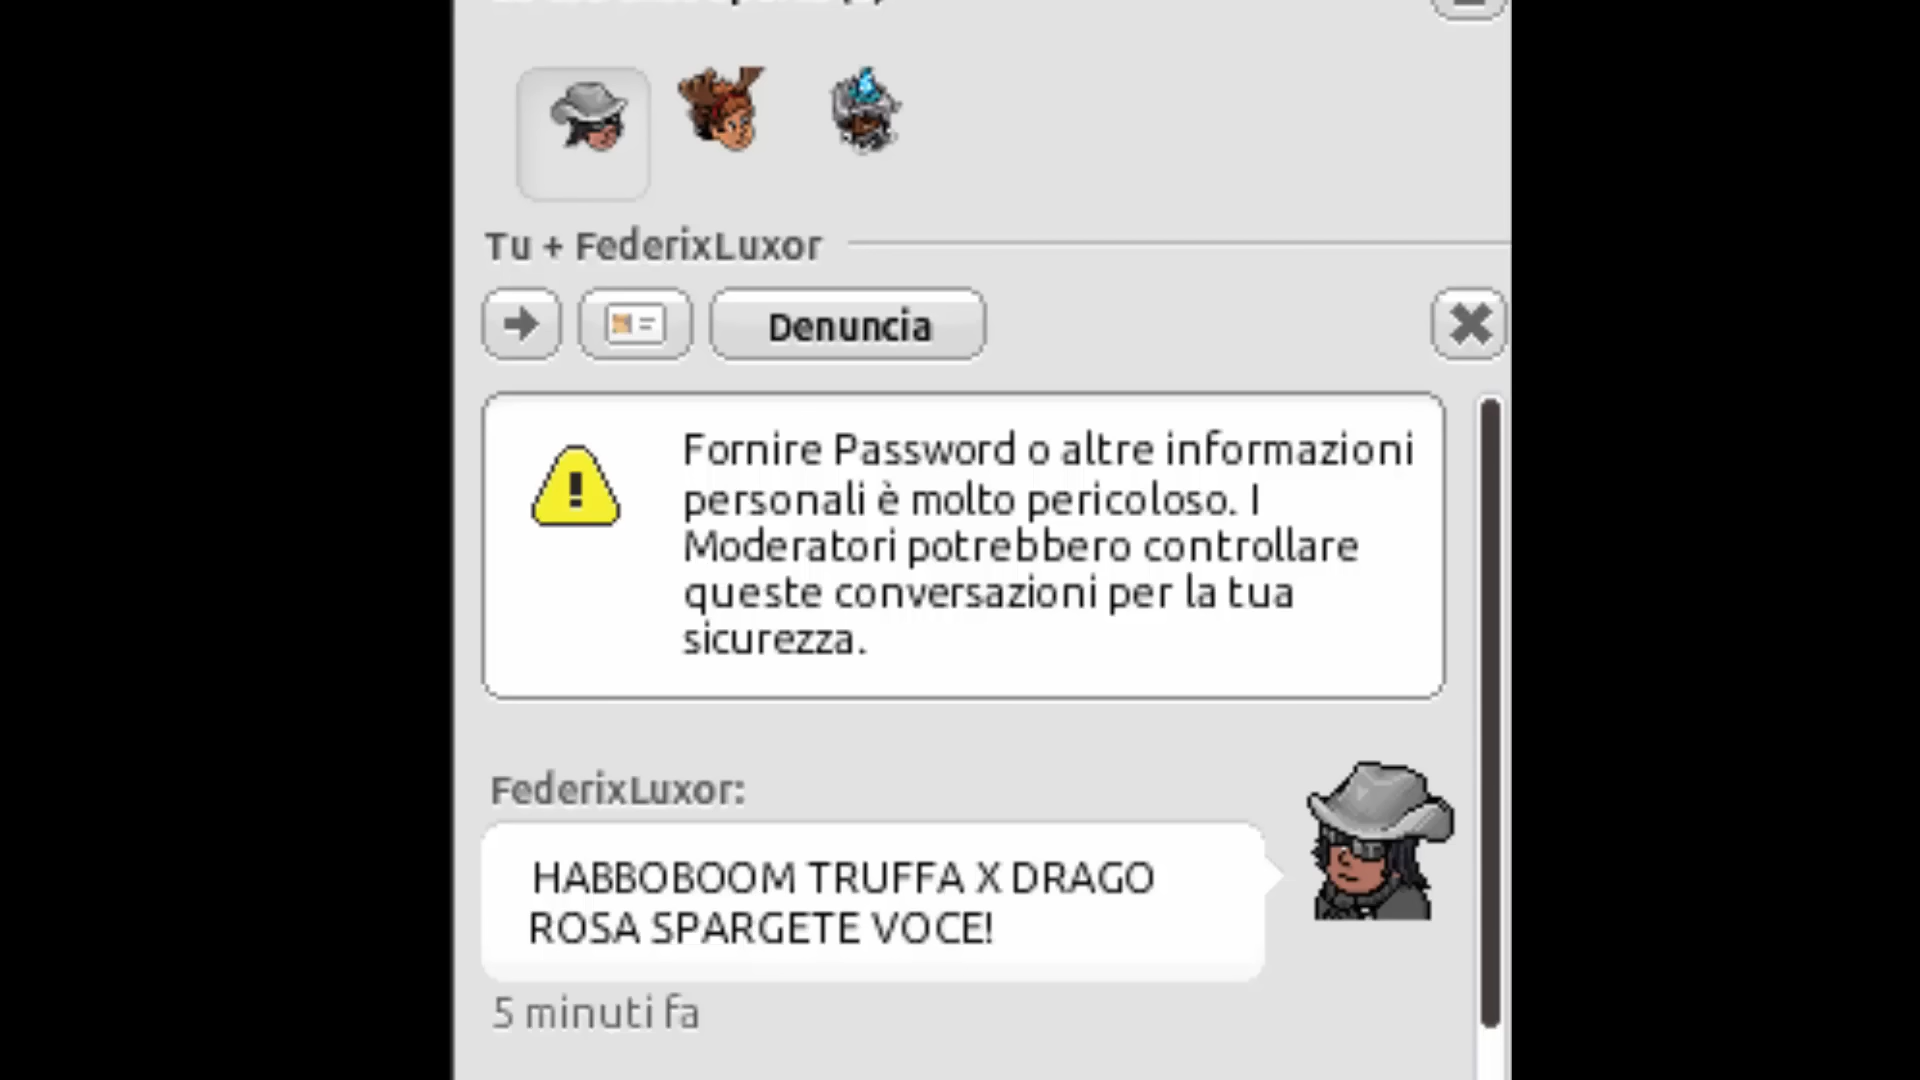 Tu + FederixLuxor
Denuncia
Fornire Password o altre informazioni
personali è molto pericoloso. I
Moderatori potrebbero controllare
queste conversazioni per la tua
sicurezza.
FederixLuxor:
HABBOBOOM TRUFFA X DRAGO
ROSA SPARGETE VOCE!
5 minuti fa